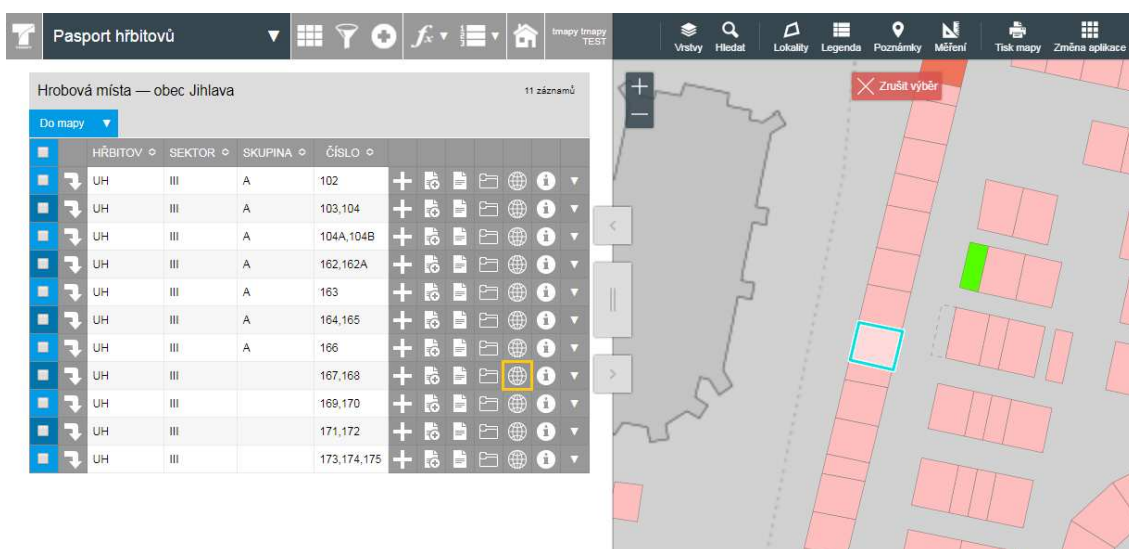 Pasport hřbitovů
tmapy tmapy
TEST
Vrstvy Hledat Lokality Legenda Poznámky Měření Tisk mapy Změna aplikace
Hrobová místa — obec Jihlava 11 záznamů
Zrušit výběr
Do mapy
HŘBITOV SEKTOR SKUPINA ČÍSLO
UH III A 102
UH III A 103,104
UH III A 104A,104B
UH III A 162,162A
UH III A 163
UH III A 164,165
UH III A 166
UH III 167,168
UH III 169,170
UH III 171,172
UH III 173,174,175